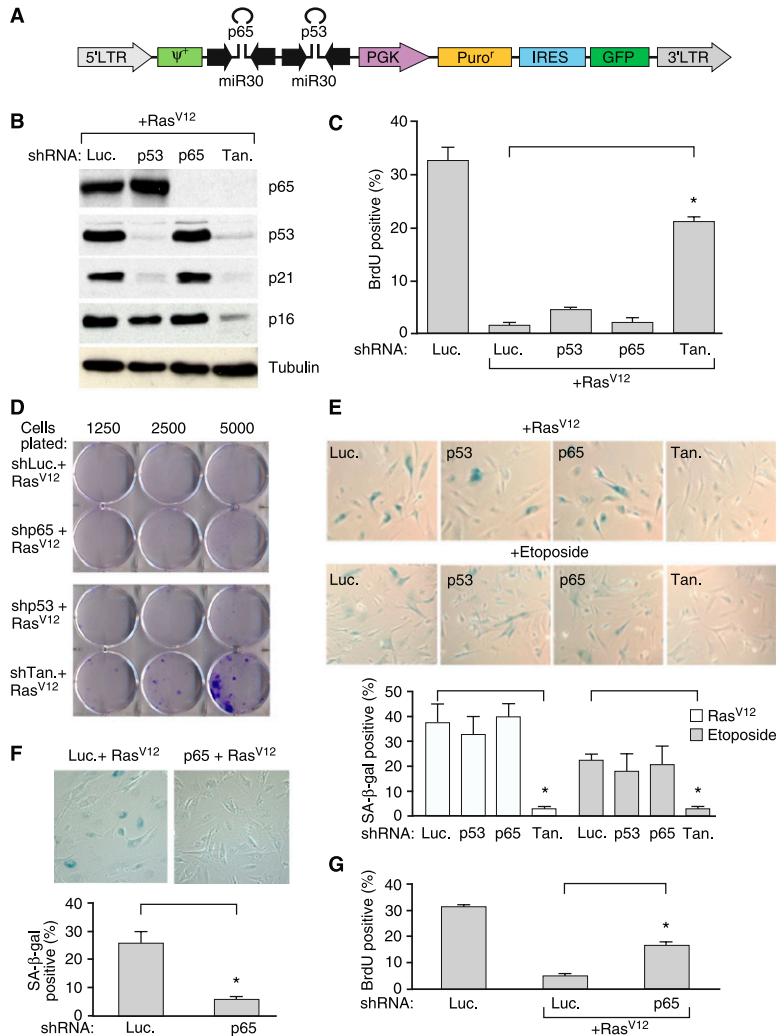 A
p65 p53
5'LTR Ψ+ PGK Puroʳ IRES GFP 3'LTR
miR30 miR30
B
+Rasⱽ¹²
shRNA: Luc. p53 p65 Tan.
p65
p53
p21
p16
Tubulin
C
BrdU positive (%)
40
30
20
10
0
*
shRNA: Luc. Luc. p53 p65 Tan.
+Rasⱽ¹²
D
Cells plated: 1250 2500 5000
shLuc.+
Rasⱽ¹²
shp65 +
Rasⱽ¹²
shp53 +
Rasⱽ¹²
shTan.+
Rasⱽ¹²
E
+Rasⱽ¹²
Luc. p53 p65 Tan.
+Etoposide
Luc. p53 p65 Tan.
SA-β-gal positive (%)
50
40
30
20
10
0
* *
Rasⱽ¹²
Etoposide
shRNA: Luc. p53 p65 Tan. Luc. p53 p65 Tan.
F
Luc.+ Rasⱽ¹² p65 + Rasⱽ¹²
SA-β-gal
positive (%)
40
30
20
10
0
*
shRNA: Luc. p65
G
BrdU positive (%)
40
30
20
10
0
*
shRNA: Luc. Luc. p65
+Rasⱽ¹²